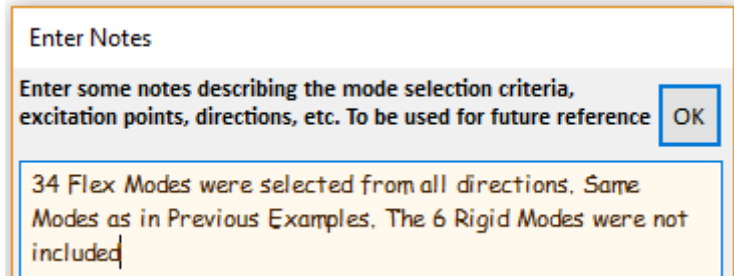 Enter Notes
Enter some notes describing the mode selection criteria,
excitation points, directions, etc. To be used for future reference
OK
34 Flex Modes were selected from all directions. Same
Modes as in Previous Examples. The 6 Rigid Modes were not
included